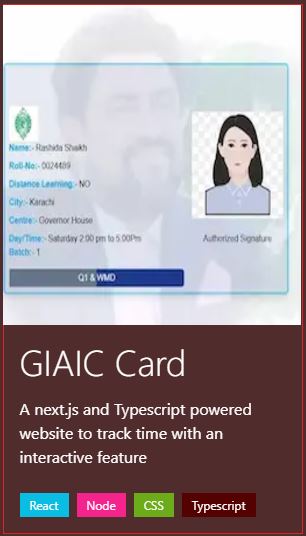 Name:- Rashida Shaikh
Roll-No:- 0024489
Distance Learning:- NO
City:- Karachi
Centre:- Governor House
Day/Time:- Saturday 2:00 pm to 5:00Pm
Authorized Signature
Batch:- 1
Q1 & WMD
GIAIC Card
A next.js and Typescript powered
website to track time with an
interactive feature
React Node CSS Typescript